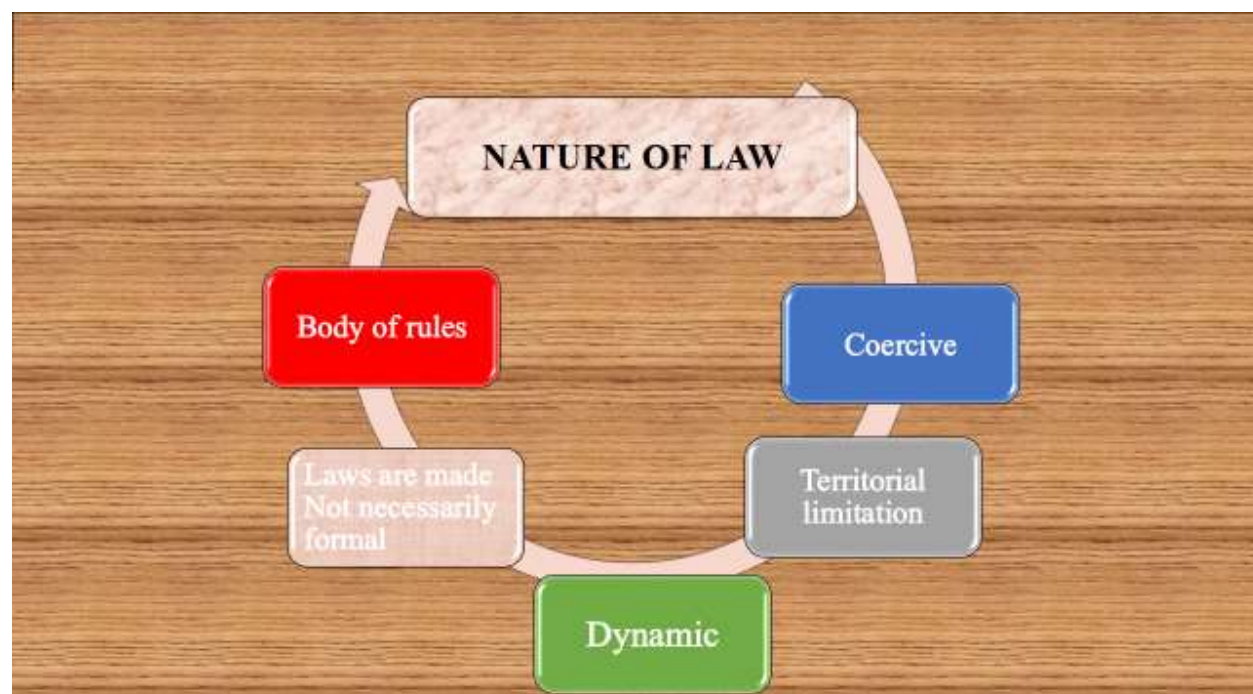 NATURE OF LAW
Body of rules
Coercive
Laws are made
Not necessarily
formal
Territorial
limitation
Dynamic